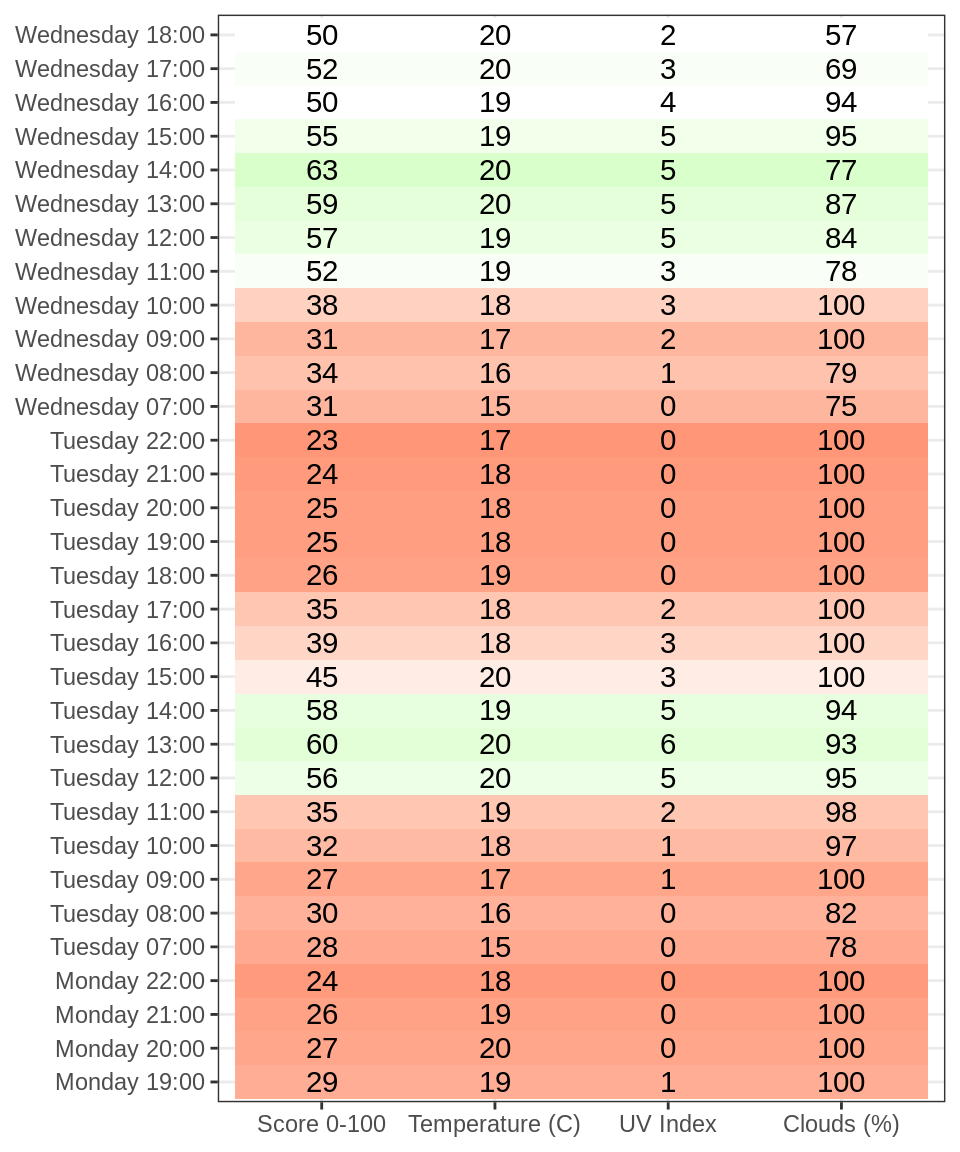 Wednesday 18:00 50 20 2 57
Wednesday 17:00 52 20 3 69
Wednesday 16:00 50 19 4 94
Wednesday 15:00 55 19 5 95
Wednesday 14:00 63 20 5 77
Wednesday 13:00 59 20 5 87
Wednesday 12:00 57 19 5 84
Wednesday 11:00 52 19 3 78
Wednesday 10:00 38 18 3 100
Wednesday 09:00 31 17 2 100
Wednesday 08:00 34 16 1 79
Wednesday 07:00 31 15 0 75
Tuesday 22:00 23 17 0 100
Tuesday 21:00 24 18 0 100
Tuesday 20:00 25 18 0 100
Tuesday 19:00 25 18 0 100
Tuesday 18:00 26 19 0 100
Tuesday 17:00 35 18 2 100
Tuesday 16:00 39 18 3 100
Tuesday 15:00 45 20 3 100
Tuesday 14:00 58 19 5 94
Tuesday 13:00 60 20 6 93
Tuesday 12:00 56 20 5 95
Tuesday 11:00 35 19 2 98
Tuesday 10:00 32 18 1 97
Tuesday 09:00 27 17 1 100
Tuesday 08:00 30 16 0 82
Tuesday 07:00 28 15 0 78
Monday 22:00 24 18 0 100
Monday 21:00 26 19 0 100
Monday 20:00 27 20 0 100
Monday 19:00 29 19 1 100
Score 0-100 Temperature (C) UV Index Clouds (%)